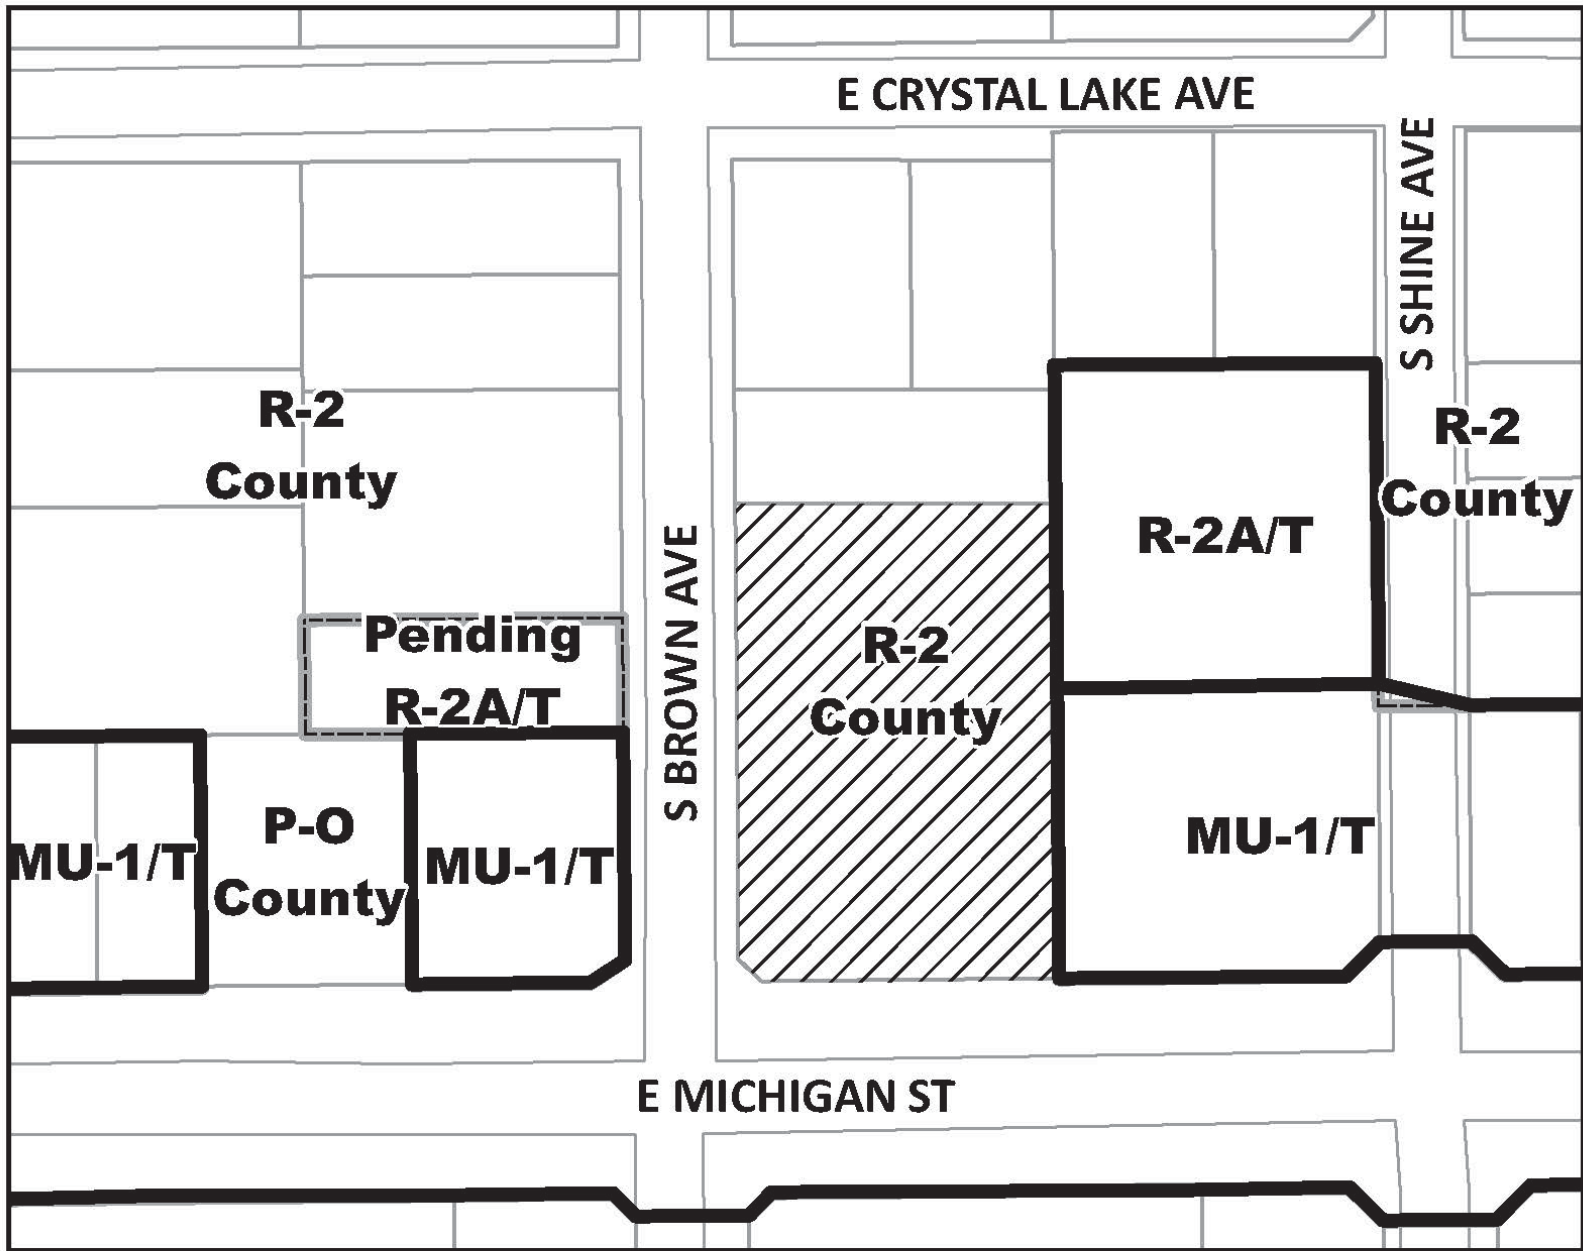 E CRYSTAL LAKE AVE
S SHINE AVE
R-2
County
R-2
County
R-2A/T
S BROWN AVE
Pending
R-2A/T
R-2
County
P-O
County
MU-1/T
MU-1/T
MU-1/T
E MICHIGAN ST